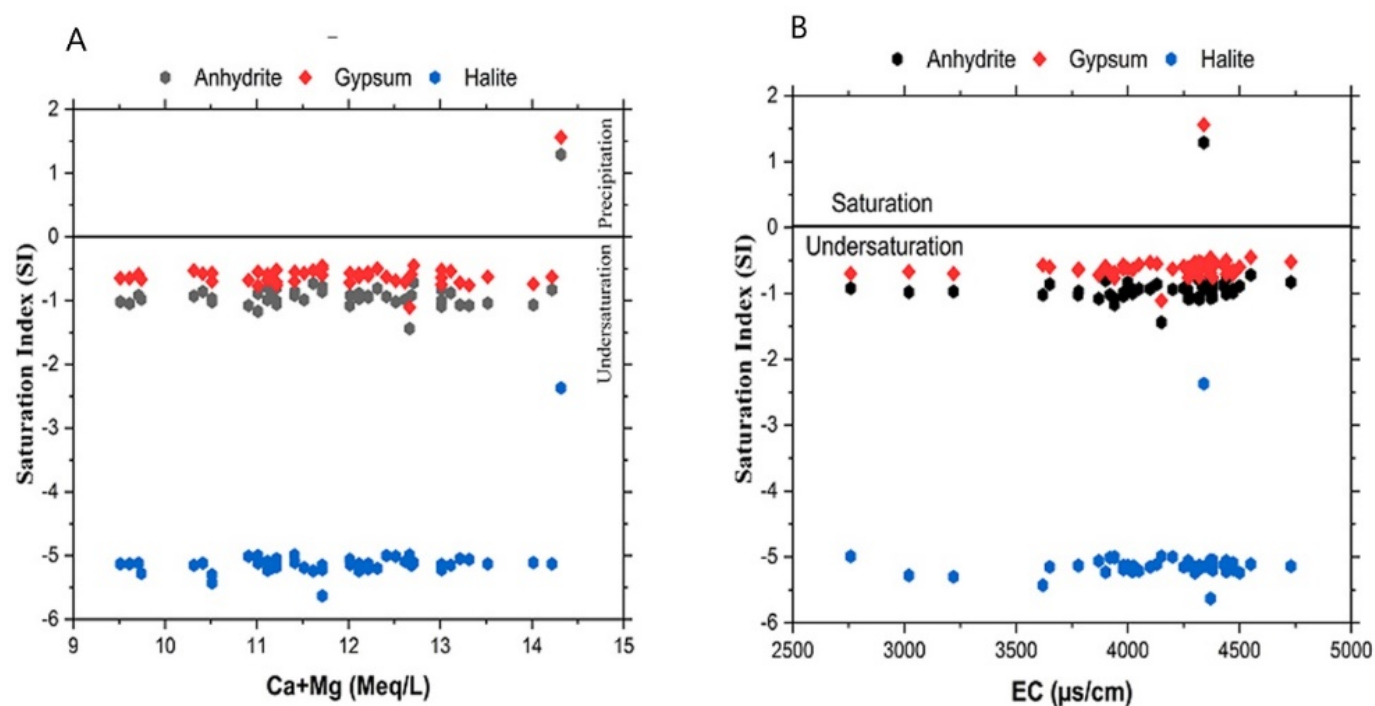 A
Anhydrite Gypsum Halite
2
1
0
-1
-2
-3
-4
-5
-6
Saturation Index (SI)
Precipitation
Undersaturation
9 10 11 12 13 14 15
Ca+Mg (Meq/L)
B
Anhydrite Gypsum Halite
2
1
0
-1
-2
-3
-4
-5
-6
Saturation Index (SI)
Saturation
Undersaturation
2500 3000 3500 4000 4500 5000
EC (µs/cm)